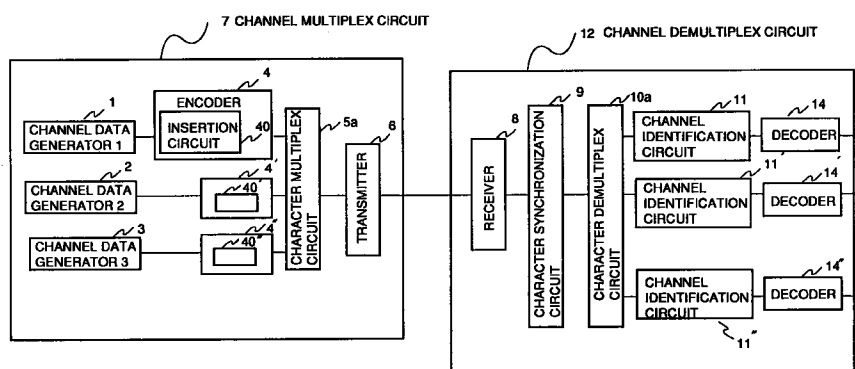 7 CHANNEL MULTIPLEX CIRCUIT
12 CHANNEL DEMULTIPLEX CIRCUIT
1
CHANNEL DATA
GENERATOR 1
4
ENCODER
INSERTION
CIRCUIT
40
2
CHANNEL DATA
GENERATOR 2
4'
40'
3
CHANNEL DATA
GENERATOR 3
4"
40"
5a
CHARACTER MULTIPLEX
CIRCUIT
6
TRANSMITTER
8
RECEIVER
9
CHARACTER SYNCHRONIZATION
CIRCUIT
10a
CHARACTER DEMULTIPLEX
CIRCUIT
11
CHANNEL
IDENTIFICATION
CIRCUIT
14
DECODER
11'
CHANNEL
IDENTIFICATION
CIRCUIT
14'
DECODER
CHANNEL
IDENTIFICATION
CIRCUIT
11"
14"
DECODER